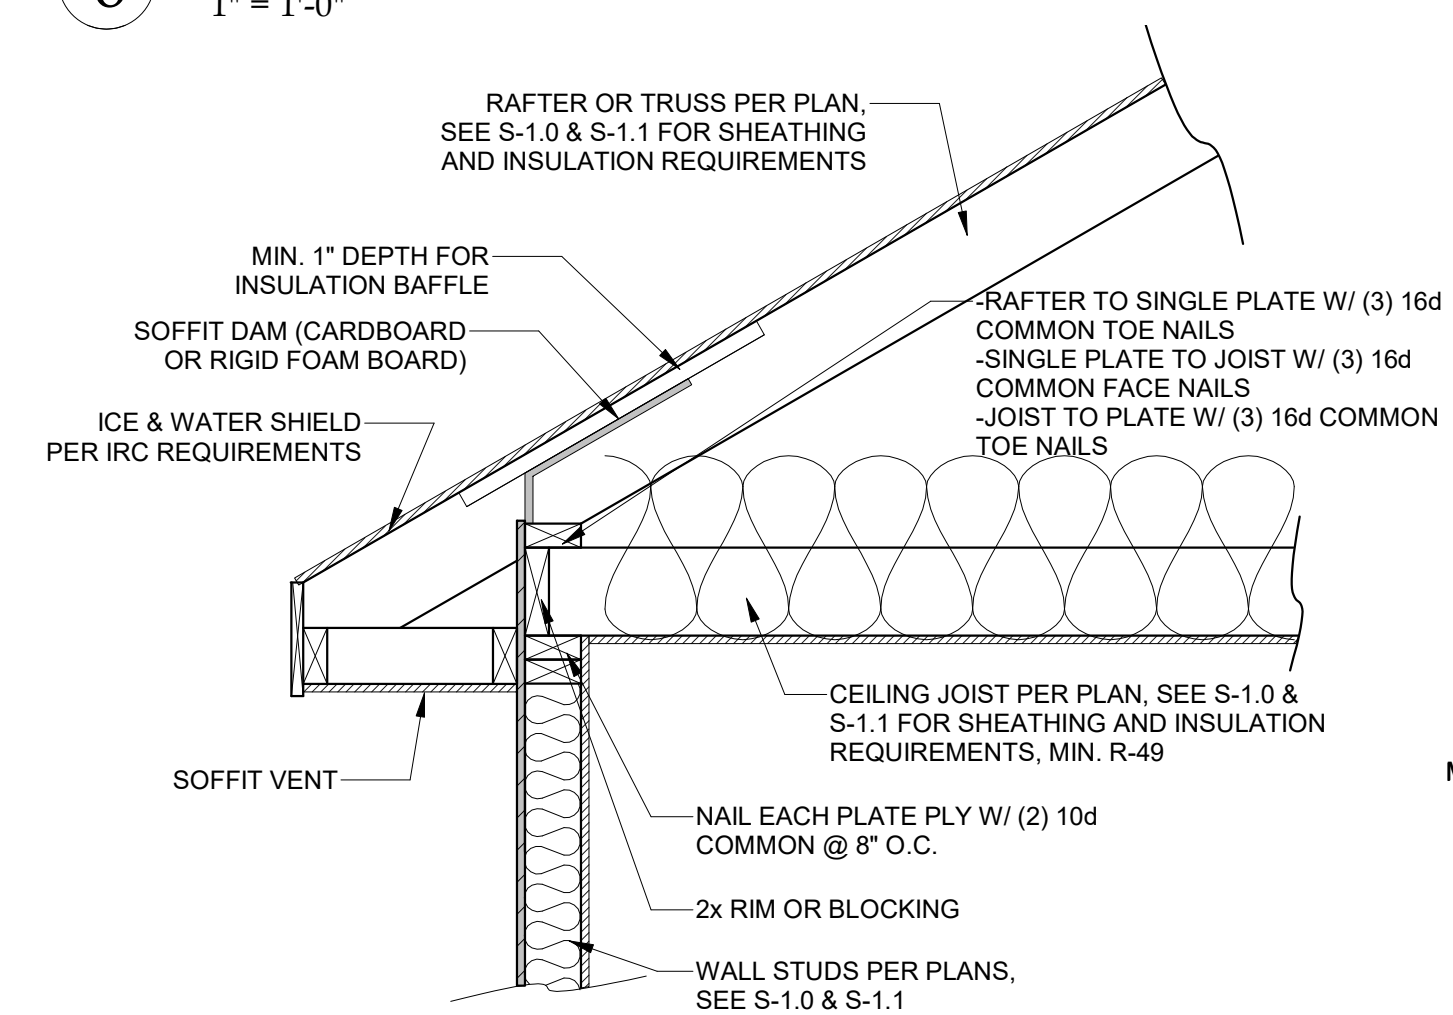 1" = 1'-0"
RAFTER OR TRUSS PER PLAN,
SEE S-1.0 & S-1.1 FOR SHEATHING
AND INSULATION REQUIREMENTS
MIN. 1" DEPTH FOR
INSULATION BAFFLE
SOFFIT DAM (CARDBOARD
OR RIGID FOAM BOARD)
ICE & WATER SHIELD
PER IRC REQUIREMENTS
-RAFTER TO SINGLE PLATE W/ (3) 16d
COMMON TOE NAILS
-SINGLE PLATE TO JOIST W/ (3) 16d
COMMON FACE NAILS
-JOIST TO PLATE W/ (3) 16d COMMON
TOE NAILS
CEILING JOIST PER PLAN, SEE S-1.0 &
S-1.1 FOR SHEATHING AND INSULATION
REQUIREMENTS, MIN. R-49
SOFFIT VENT
NAIL EACH PLATE PLY W/ (2) 10d
COMMON @ 8" O.C.
2x RIM OR BLOCKING
WALL STUDS PER PLANS,
SEE S-1.0 & S-1.1